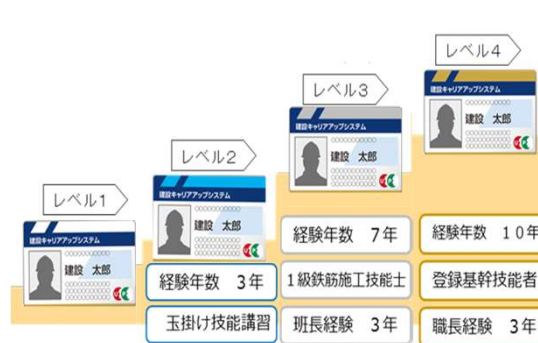 レベル1
建設キャリアアップシステム
建設 太郎
レベル2
建設キャリアアップシステム
建設 太郎
経験年数 3年
玉掛け技能講習
レベル3
建設キャリアアップシステム
建設 太郎
経験年数 7年
1級鉄筋施工技能士
班長経験 3年
レベル4
建設キャリアアップシステム
建設 太郎
経験年数 10年
登録基幹技能者
職長経験 3年